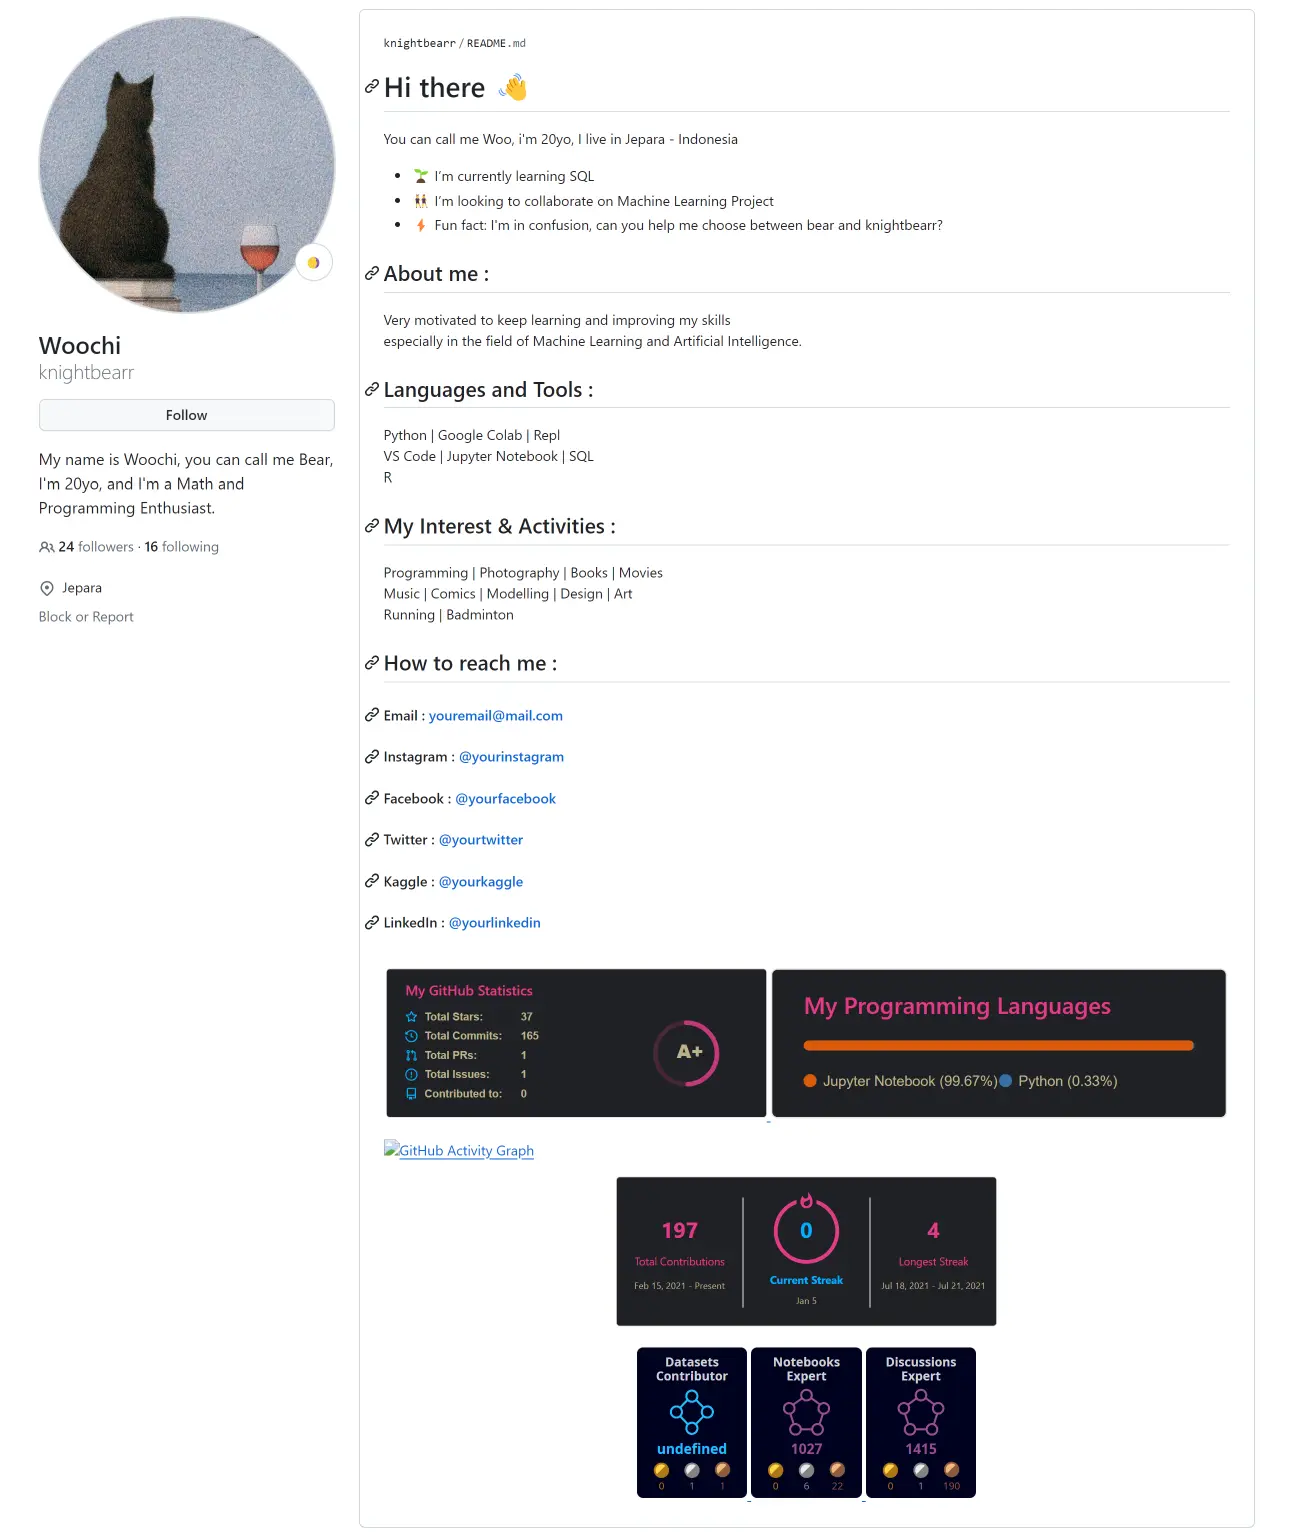 Woochi
knightbearr
Follow
My name is Woochi, you can call me Bear,
I'm 20yo, and I'm a Math and
Programming Enthusiast.
24 followers · 16 following
Jepara
Block or Report
knightbearr / README.md
Hi there 👋
You can call me Woo, i'm 20yo, I live in Jepara - Indonesia
• 🌱 I’m currently learning SQL
• 👯 I’m looking to collaborate on Machine Learning Project
• ⚡ Fun fact: I'm in confusion, can you help me choose between bear and knightbearr?
About me :
Very motivated to keep learning and improving my skills
especially in the field of Machine Learning and Artificial Intelligence.
Languages and Tools :
Python | Google Colab | Repl
VS Code | Jupyter Notebook | SQL
R
My Interest & Activities :
Programming | Photography | Books | Movies
Music | Comics | Modelling | Design | Art
Running | Badminton
How to reach me :
Email : youremail@mail.com
Instagram : @yourinstagram
Facebook : @yourfacebook
Twitter : @yourtwitter
Kaggle : @yourkaggle
LinkedIn : @yourlinkedin
My GitHub Statistics
Total Stars: 37
Total Commits: 165
Total PRs: 1
Total Issues: 1
Contributed to: 0
A+
My Programming Languages
Jupyter Notebook (99.67%) Python (0.33%)
GitHub Activity Graph
197
Total Contributions
Feb 15, 2021 - Present
0
Current Streak
Jan 5
4
Longest Streak
Jul 18, 2021 - Jul 21, 2021
Datasets
Contributor
undefined
0 1 1
Notebooks
Expert
1027
0 6 22
Discussions
Expert
1415
0 1 190